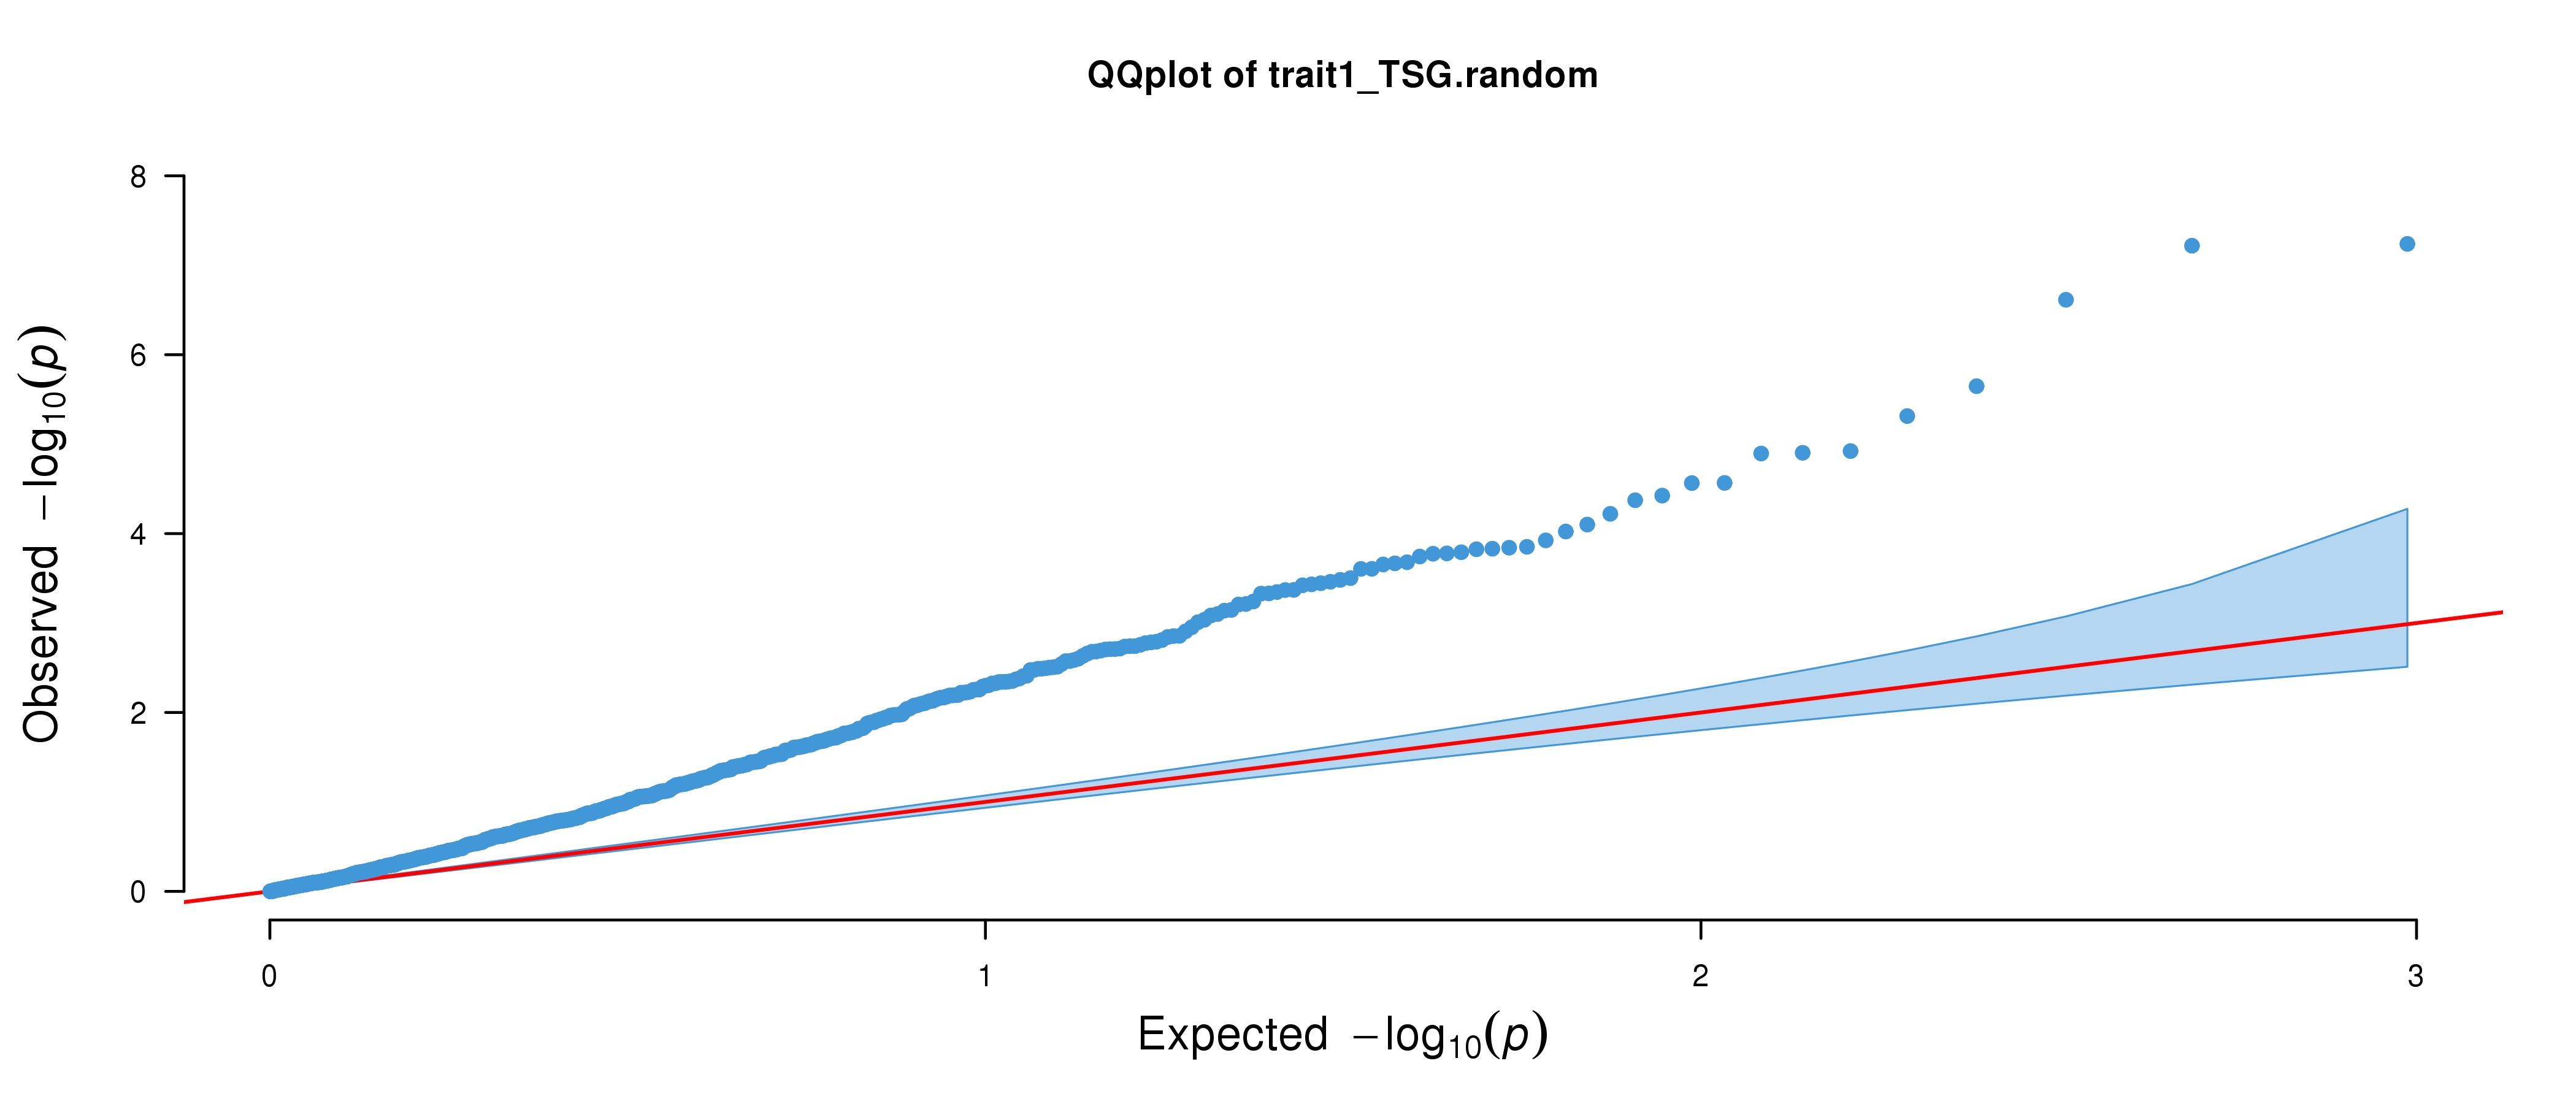 QQplot of trait1_TSG.random
8
6
4
2
0
Observed −log10(p)
0 1 2 3
Expected −log10(p)